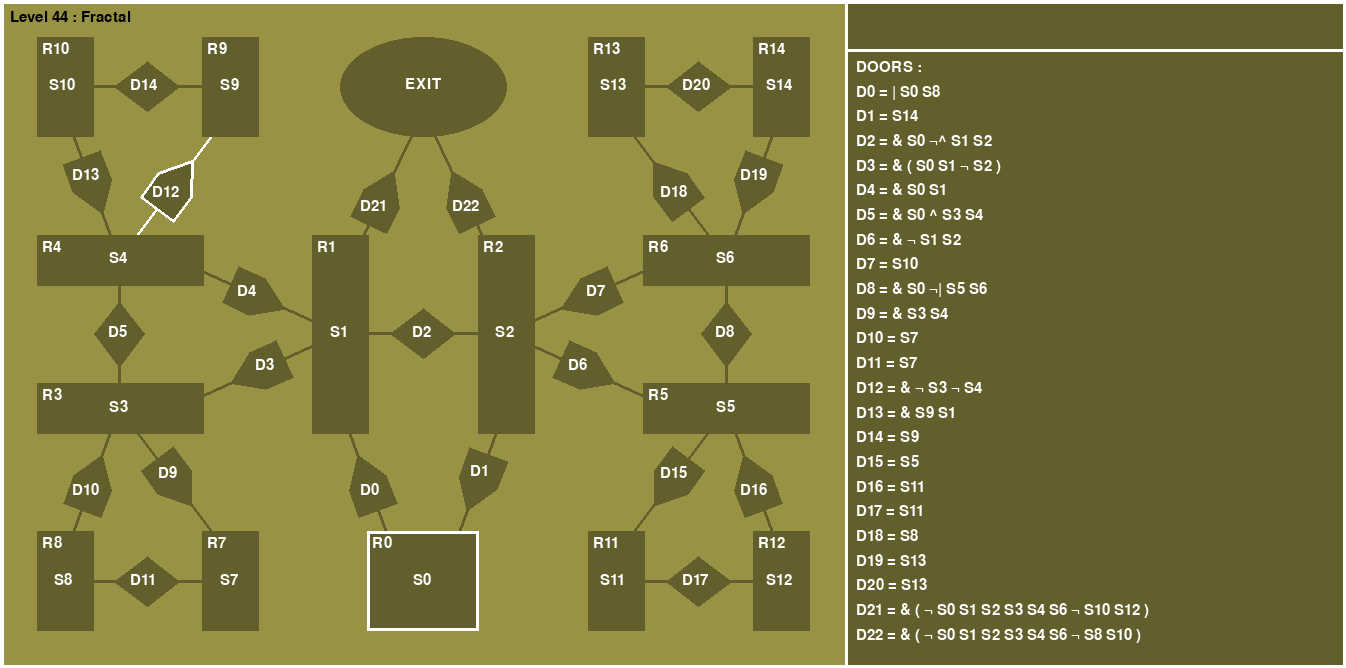 Level 44 : Fractal
R10
R9
R13
R14
S10
D14
S9
EXIT
S13
D20
S14
D13
D12
D21
D22
D18
D19
R4
S4
R1
R2
R6
S6
D4
D7
D5
S1
D2
S2
D8
D3
D6
R3
S3
R5
S5
D10
D9
D0
D1
D15
D16
R8
R7
R0
R11
R12
S8
D11
S7
S0
S11
D17
S12
DOORS :
D0 = | S0 S8
D1 = S14
D2 = & S0 ¬^ S1 S2
D3 = & ( S0 S1 ¬ S2 )
D4 = & S0 S1
D5 = & S0 ^ S3 S4
D6 = & ¬ S1 S2
D7 = S10
D8 = & S0 ¬| S5 S6
D9 = & S3 S4
D10 = S7
D11 = S7
D12 = & ¬ S3 ¬ S4
D13 = & S9 S1
D14 = S9
D15 = S5
D16 = S11
D17 = S11
D18 = S8
D19 = S13
D20 = S13
D21 = & ( ¬ S0 S1 S2 S3 S4 S6 ¬ S10 S12 )
D22 = & ( ¬ S0 S1 S2 S3 S4 S6 ¬ S8 S10 )